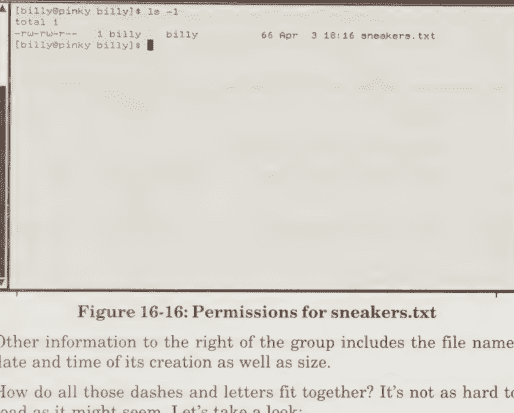 [billy@pinky billy]$ ls -l
total 1
-rw-rw-r-- 1 billy billy 66 Apr 3 18:16 sneakers.txt
[billy@pinky billy]$
Figure 16-16: Permissions for sneakers.txt
Other information to the right of the group includes the file name,
date and time of its creation as well as size.
How do all those dashes and letters fit together? It's not as hard to
read as it might seem. Let's take a look: